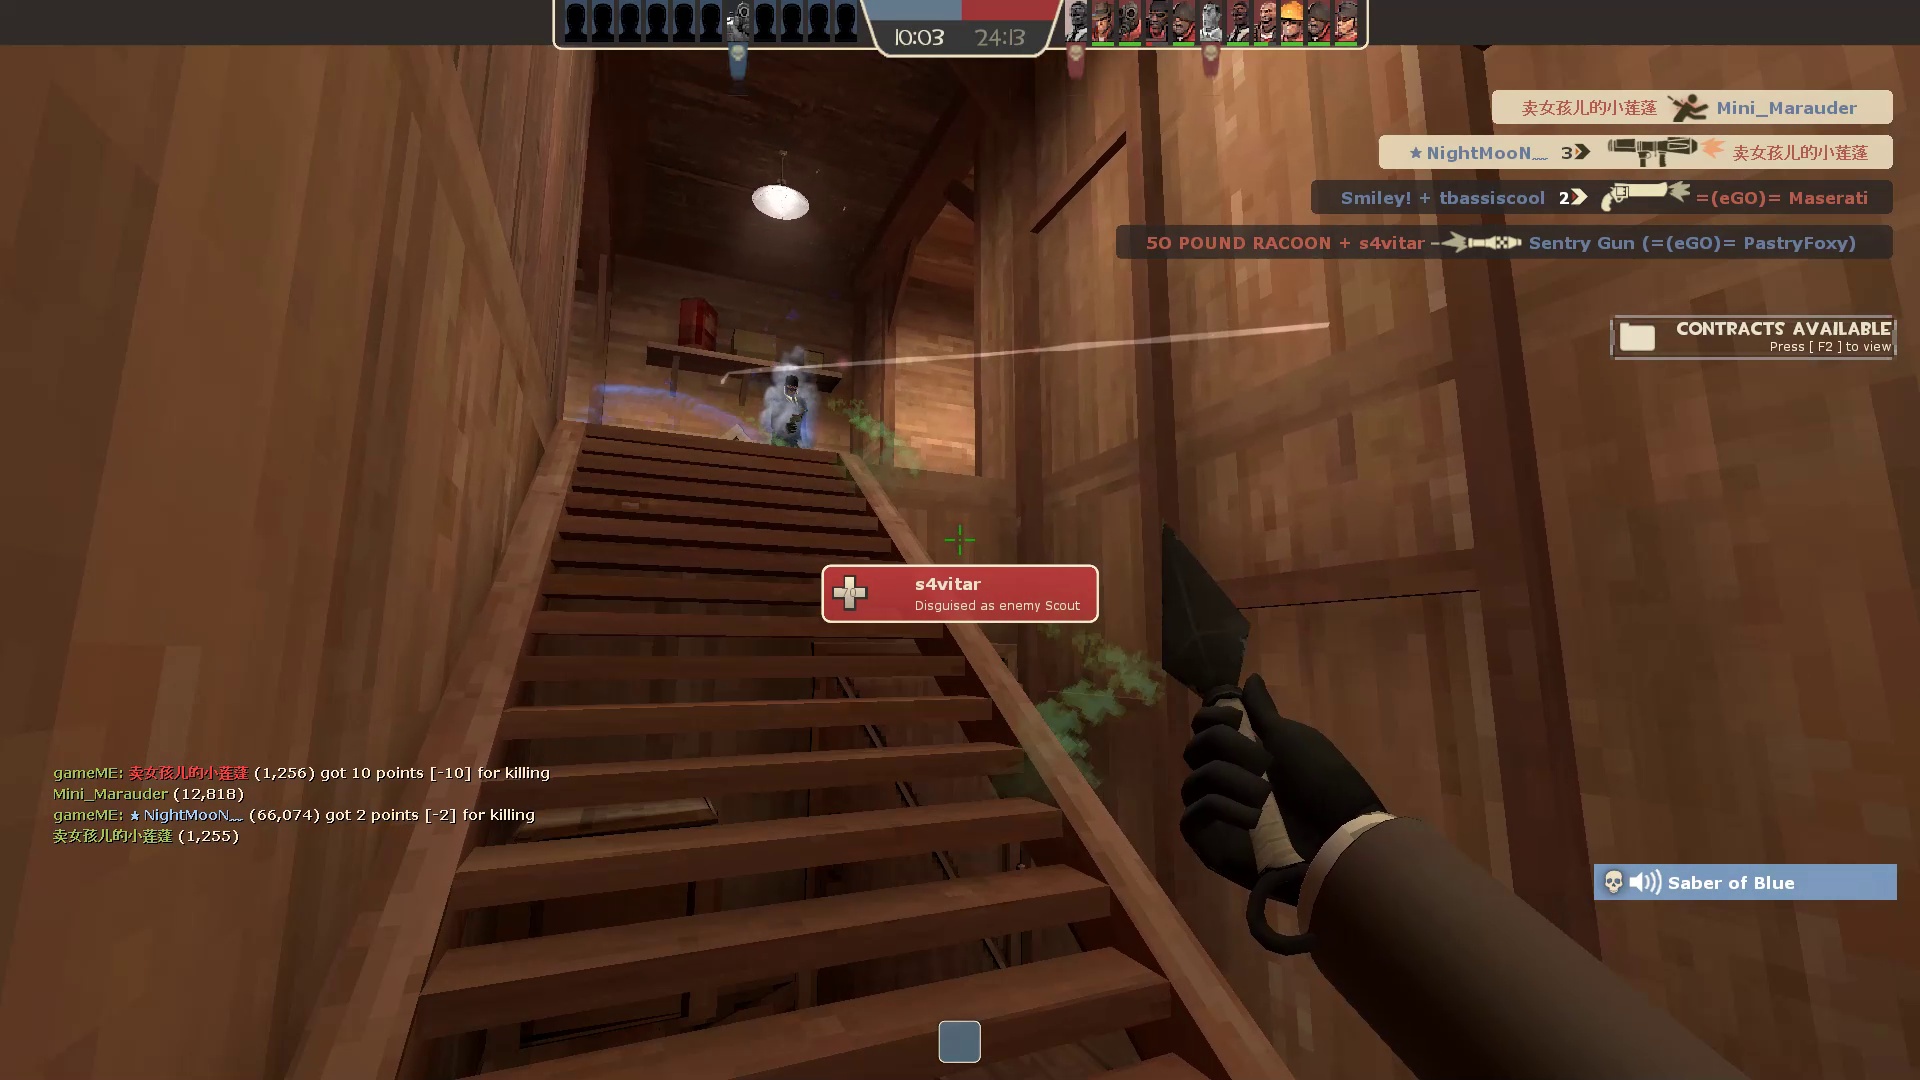 10:03 24:13
卖女孩儿的小莲蓬 Mini_Marauder
★NightMooN﹏ 3 卖女孩儿的小莲蓬
Smiley! + tbassiscool 2 =(eGO)= Maserati
5O POUND RACOON + s4vitar Sentry Gun (=(eGO)= PastryFoxy)
CONTRACTS AVAILABLE
Press [ F2 ] to view
70 s4vitar
Disguised as enemy Scout
gameME: 卖女孩儿的小莲蓬 (1,256) got 10 points [-10] for killing
Mini_Marauder (12,818)
gameME: ★NightMooN﹏ (66,074) got 2 points [-2] for killing
卖女孩儿的小莲蓬 (1,255)
Saber of Blue